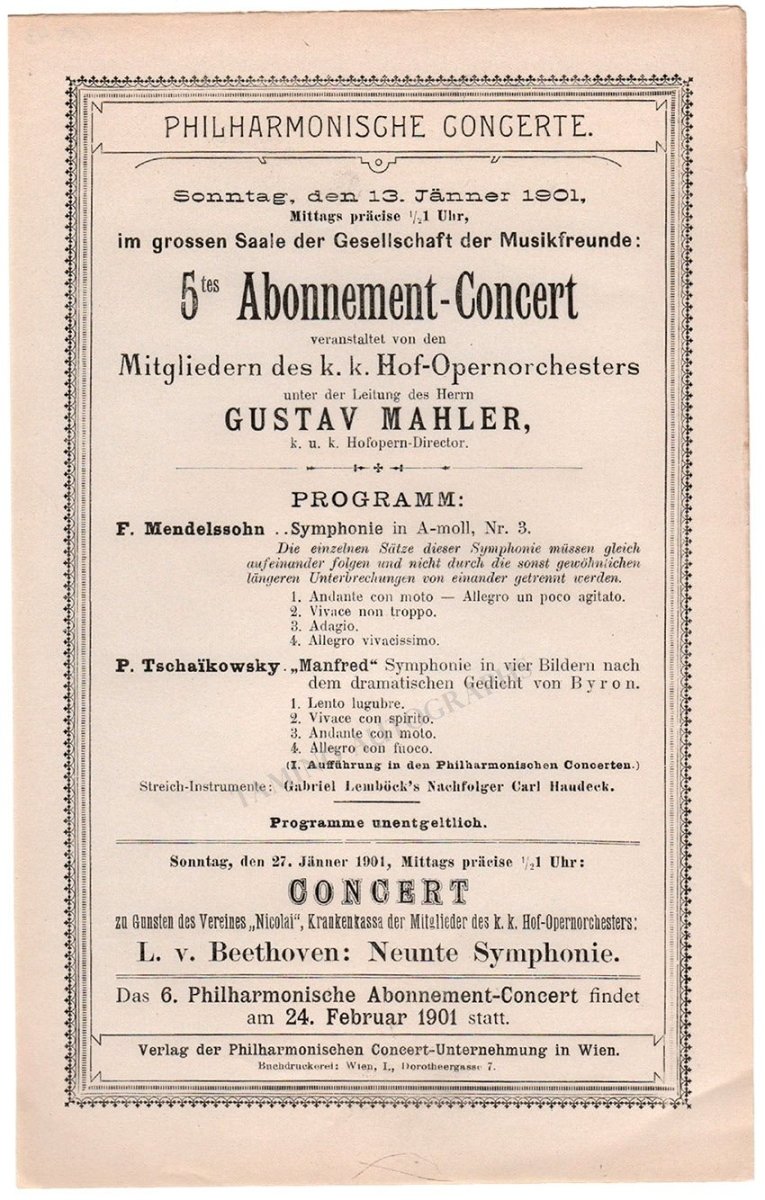 PHILHARMONISCHE CONCERTE.
Sonntag, den 13. Jänner 1901,
Mittags präcise ½1 Uhr,
im grossen Saale der Gesellschaft der Musikfreunde:
5tes Abonnement-Concert
veranstaltet von den
Mitgliedern des k. k. Hof-Opernorchesters
unter der Leitung des Herrn
GUSTAV MAHLER,
k. u. k. Hofopern-Director.
PROGRAMM:
F. Mendelssohn ..Symphonie in A-moll, Nr. 3.
Die einzelnen Sätze dieser Symphonie müssen gleich
aufeinander folgen und nicht durch die sonst gewöhnlichen
längeren Unterbrechungen von einander getrennt werden.
1. Andante con moto — Allegro un poco agitato.
2. Vivace non troppo.
3. Adagio.
4. Allegro vivacissimo.
P. Tschaïkowsky. „Manfred" Symphonie in vier Bildern nach
dem dramatischen Gedicht von Byron.
1. Lento lugubre.
2. Vivace con spirito.
3. Andante con moto.
4. Allegro con fuoco.
(I. Aufführung in den Philharmonischen Concerten.)
Streich-Instrumente: Gabriel Lemböck's Nachfolger Carl Haudeck.
Programme unentgeltlich.
Sonntag, den 27. Jänner 1901, Mittags präcise ½1 Uhr:
CONCERT
zu Gunsten des Vereines „Nicolai", Krankenkassa der Mitglieder des k. k. Hof-Opernorchesters:
L. v. Beethoven: Neunte Symphonie.
Das 6. Philharmonische Abonnement-Concert findet
am 24. Februar 1901 statt.
Verlag der Philharmonischen Concert-Unternehmung in Wien.
Buchdruckerei: Wien, I., Dorotheergasse 7.
TAMINO AUTOGRAPHS